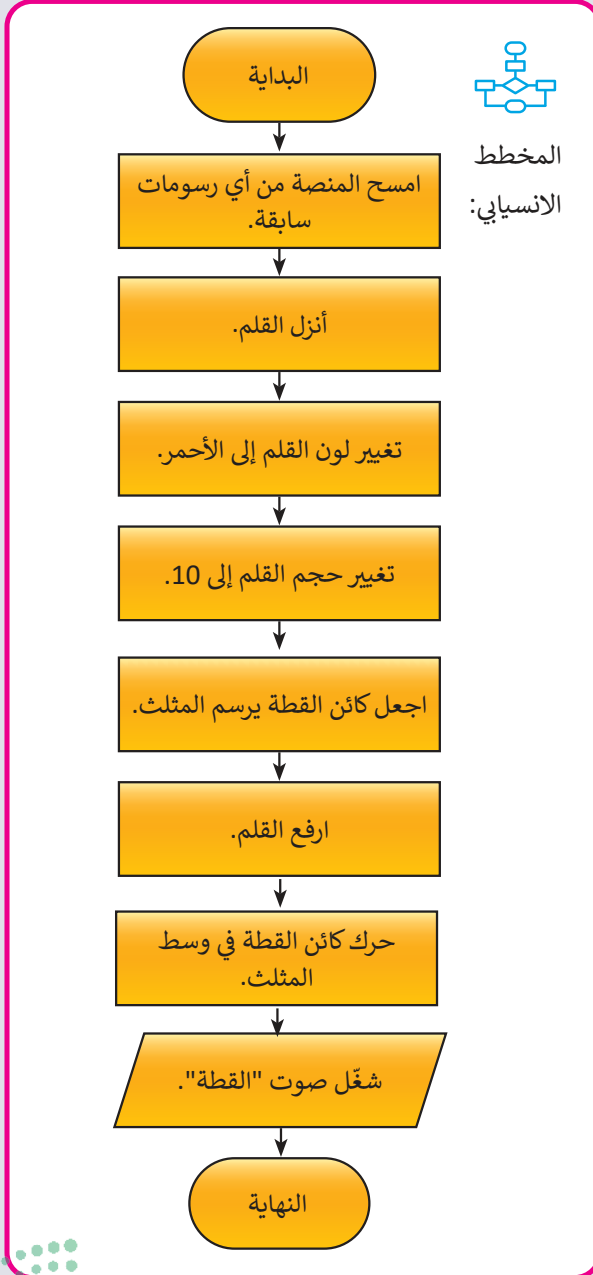 المخطط
الانسيابي:
البداية
امسح المنصة من أي رسومات
سابقة.
أنزل القلم.
تغيير لون القلم إلى الأحمر.
تغيير حجم القلم إلى 10.
اجعل كائن القطة يرسم المثلث.
ارفع القلم.
حرك كائن القطة في وسط
المثلث.
شغّل صوت "القطة".
النهاية